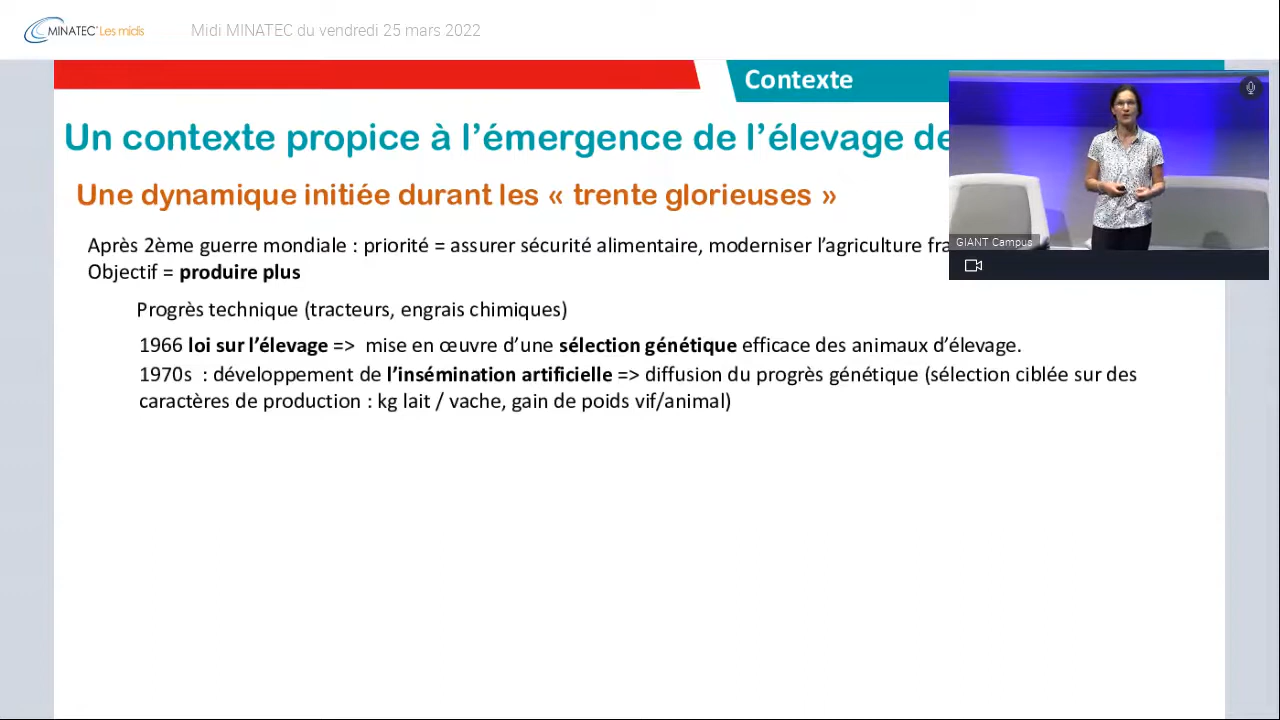 MINATEC Les midis
Midi MINATEC du vendredi 25 mars 2022
Contexte
Un contexte propice à l'émergence de l'élevage de
Une dynamique initiée durant les « trente glorieuses »
Après 2ème guerre mondiale : priorité = assurer sécurité alimentaire, moderniser l'agriculture
Objectif = produire plus
Progrès technique (tracteurs, engrais chimiques)
1966 loi sur l'élevage => mise en œuvre d'une sélection génétique efficace des animaux d'élevage.
1970s : développement de l'insémination artificielle => diffusion du progrès génétique (sélection ciblée sur des
caractères de production : kg lait / vache, gain de poids vif/animal)
GIANT Campus